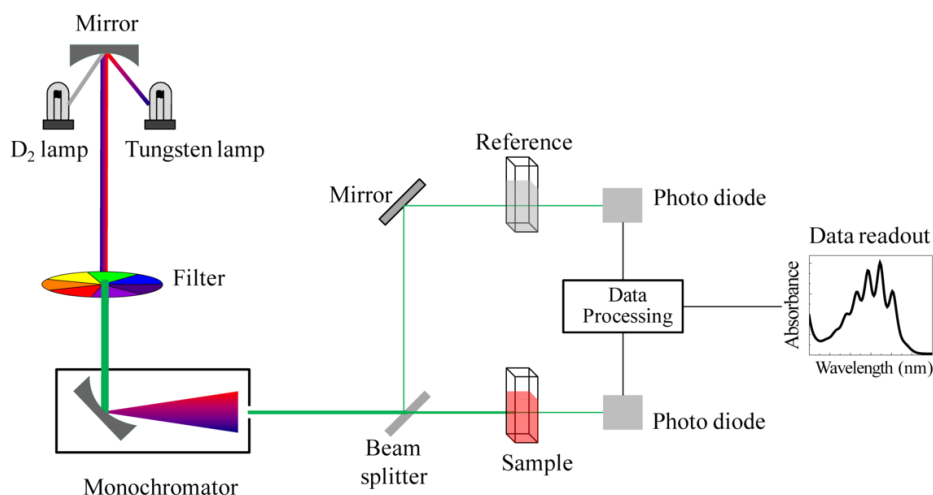 Mirror
D₂ lamp
Tungsten lamp
Filter
Monochromator
Mirror
Beam
splitter
Reference
Sample
Photo diode
Data
Processing
Photo diode
Data readout
Absorbance
Wavelength (nm)